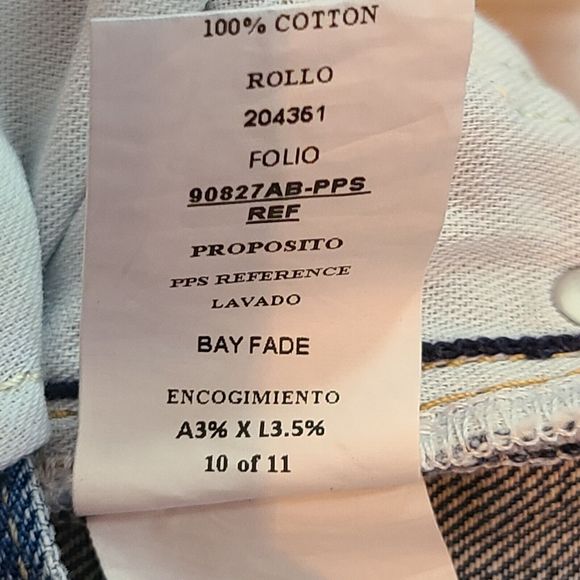 100% COTTON
ROLLO
204361
FOLIO
90827AB-PPS
REF
PROPOSITO
PPS REFERENCE
LAVADO
BAY FADE
ENCOGIMIENTO
A3% X L3.5%
10 of 11